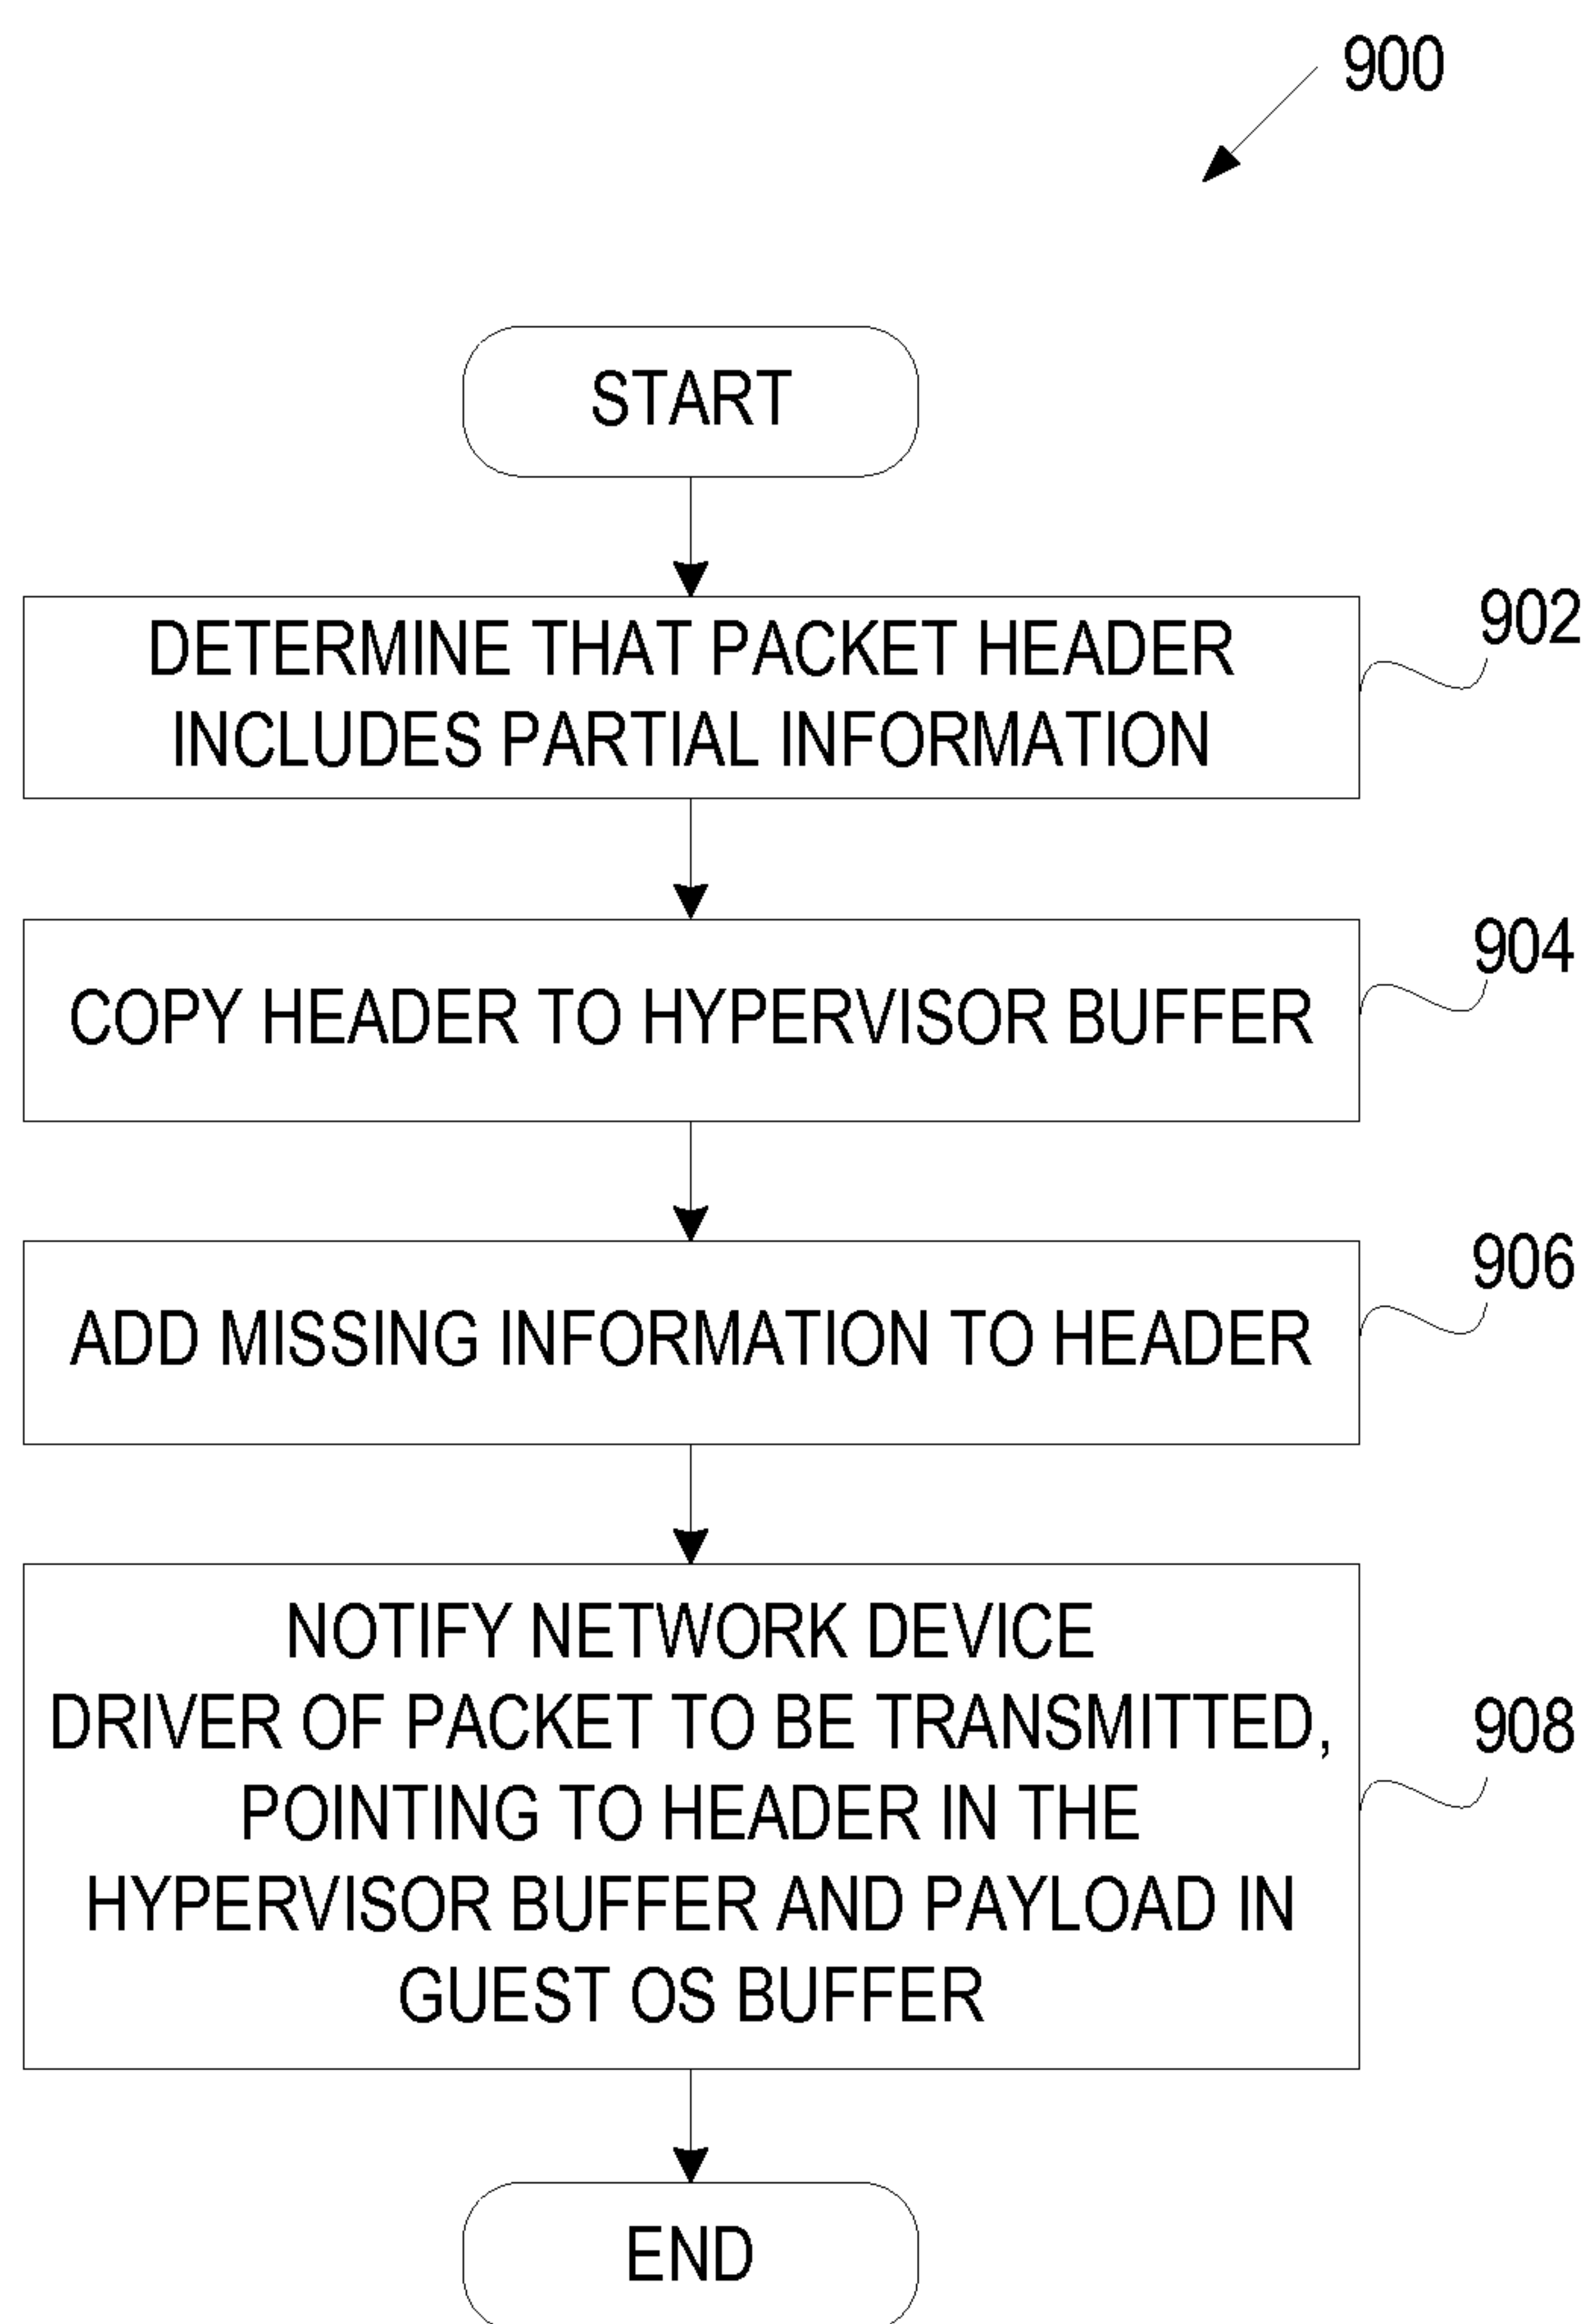 900
START
DETERMINE THAT PACKET HEADER
INCLUDES PARTIAL INFORMATION
902
COPY HEADER TO HYPERVISOR BUFFER
904
ADD MISSING INFORMATION TO HEADER
906
NOTIFY NETWORK DEVICE
DRIVER OF PACKET TO BE TRANSMITTED,
POINTING TO HEADER IN THE
HYPERVISOR BUFFER AND PAYLOAD IN
GUEST OS BUFFER
908
END